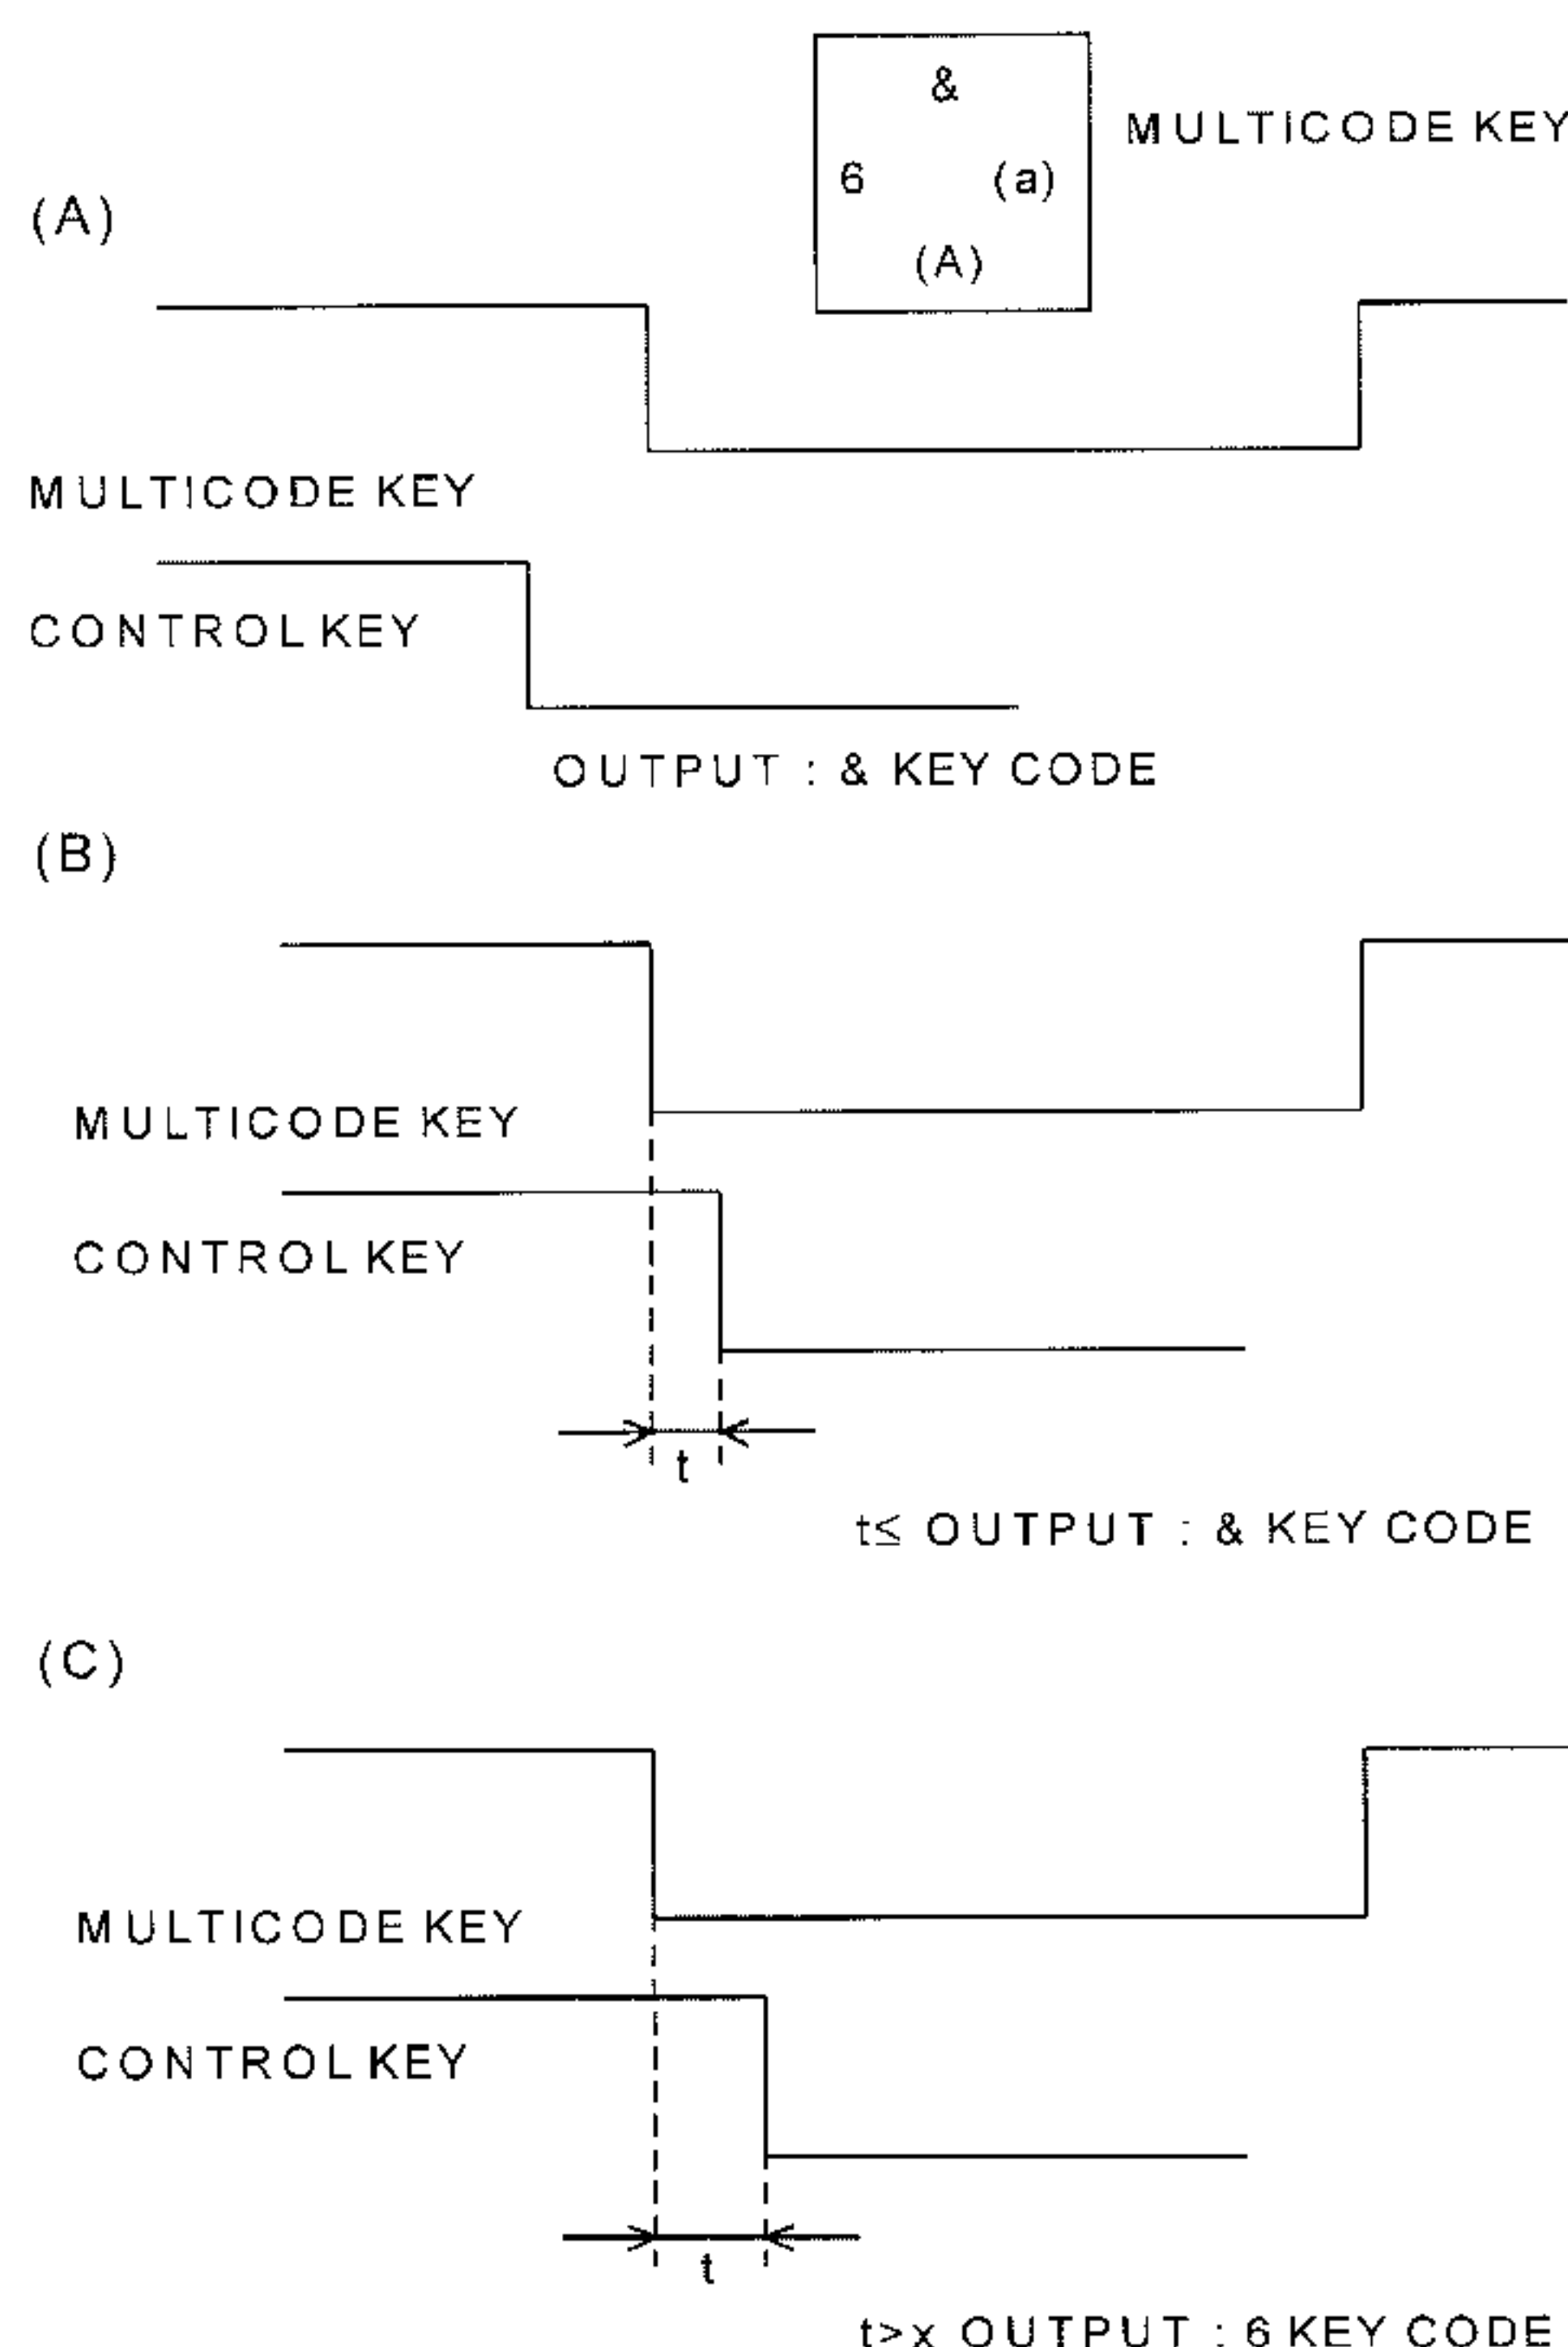 &
MULTICODE KEY
6 (a)
(A)
(A)
MULTICODE KEY
CONTROL KEY
OUTPUT : & KEY CODE
(B)
MULTICODE KEY
CONTROL KEY
t
t≤ OUTPUT : & KEY CODE
(C)
MULTICODE KEY
CONTROL KEY
t
t>x OUTPUT : 6 KEY CODE